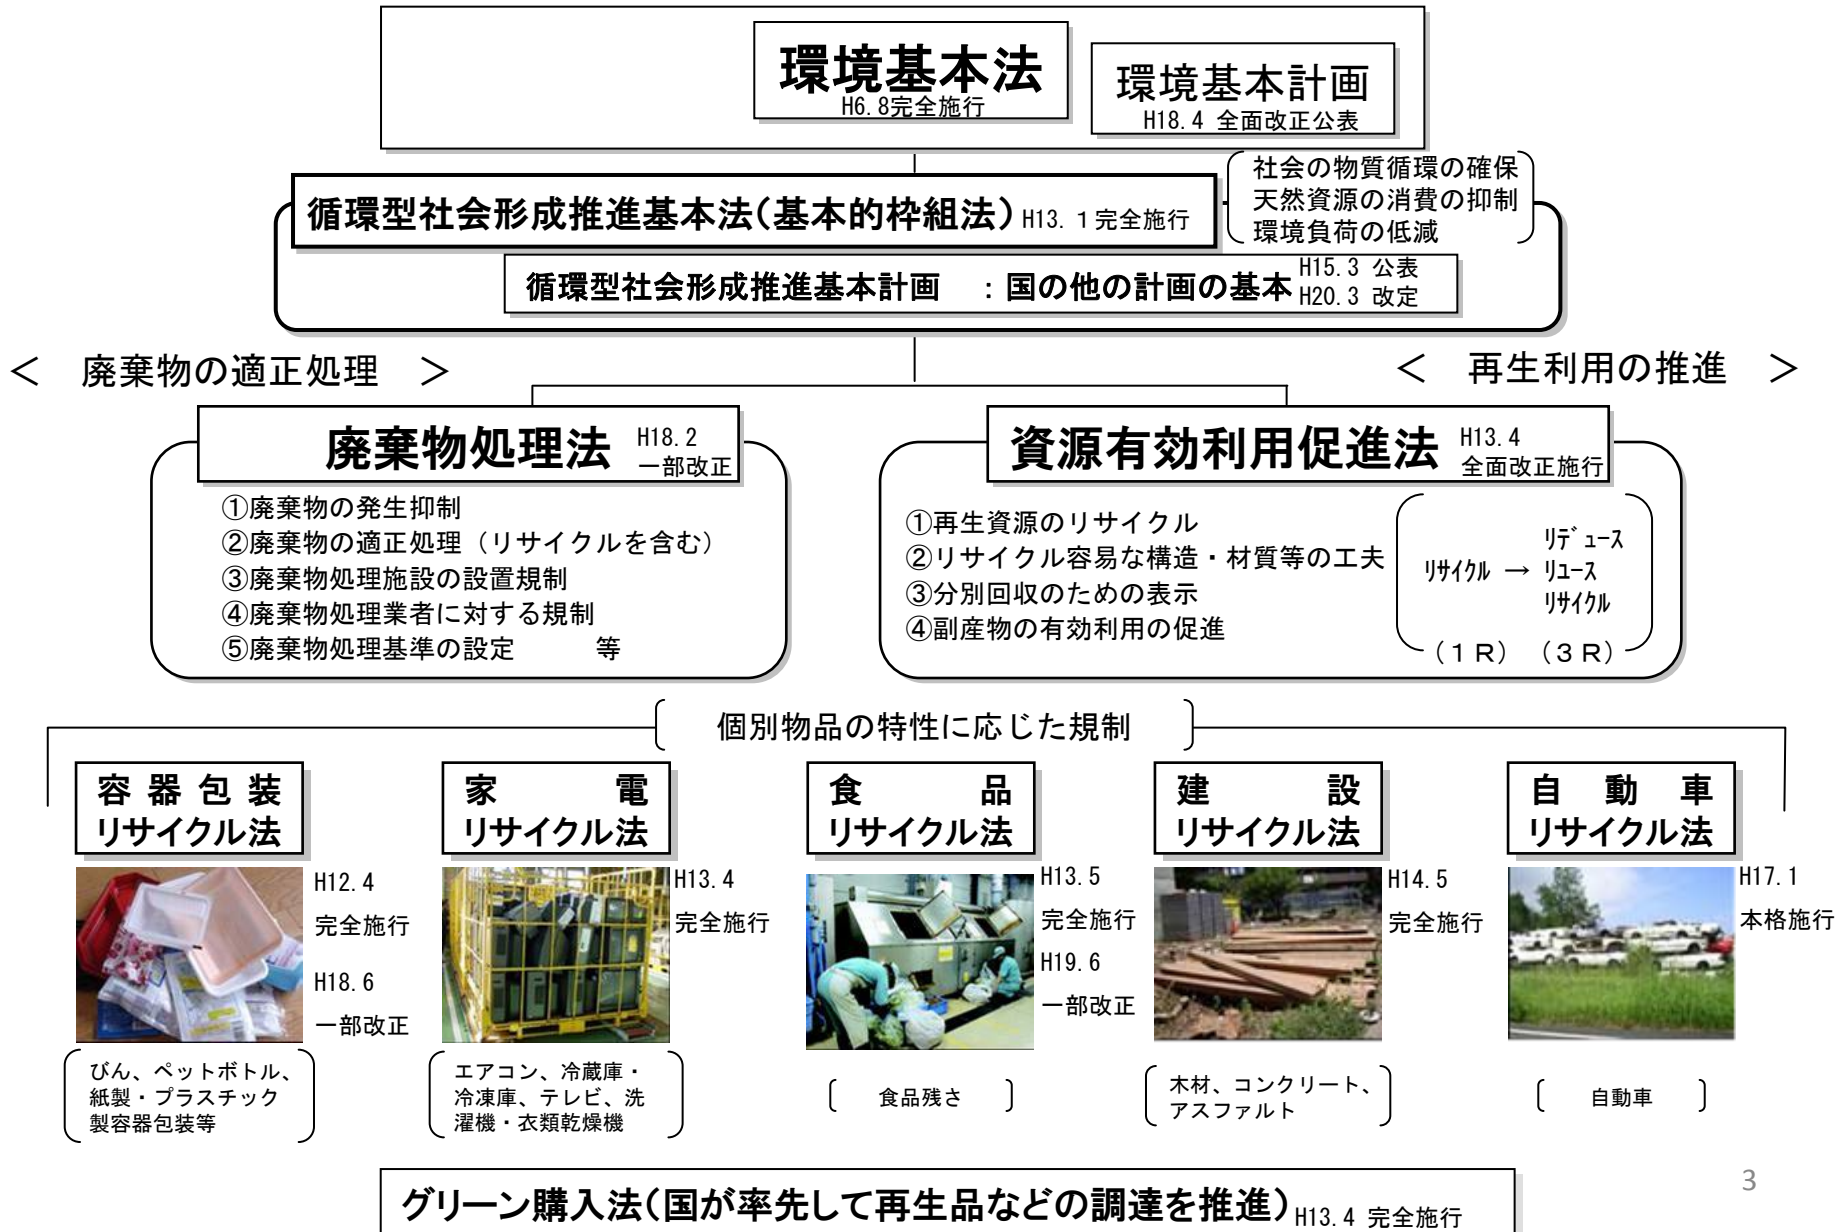 環境基本法
H6.8完全施行
環境基本計画
H18.4 全面改正公表
循環型社会形成推進基本法(基本的枠組法) H13.1完全施行
社会の物質循環の確保
天然資源の消費の抑制
環境負荷の低減
循環型社会形成推進基本計画 :国の他の計画の基本
H15.3 公表
H20.3 改定
< 廃棄物の適正処理 >
< 再生利用の推進 >
廃棄物処理法
H18.2
一部改正
①廃棄物の発生抑制
②廃棄物の適正処理(リサイクルを含む)
③廃棄物処理施設の設置規制
④廃棄物処理業者に対する規制
⑤廃棄物処理基準の設定 等
資源有効利用促進法
H13.4
全面改正施行
①再生資源のリサイクル
②リサイクル容易な構造・材質等の工夫
③分別回収のための表示
④副産物の有効利用の促進
リサイクル →
リデュース
リユース
リサイクル
(1R) (3R)
個別物品の特性に応じた規制
容器包装
リサイクル法
H12.4
完全施行
H18.6
一部改正
びん、ペットボトル、
紙製・プラスチック
製容器包装等
家電
リサイクル法
H13.4
完全施行
エアコン、冷蔵庫・
冷凍庫、テレビ、洗
濯機・衣類乾燥機
食品
リサイクル法
H13.5
完全施行
H19.6
一部改正
食品残さ
建設
リサイクル法
H14.5
完全施行
木材、コンクリート、
アスファルト
自動車
リサイクル法
H17.1
本格施行
自動車
グリーン購入法(国が率先して再生品などの調達を推進) H13.4 完全施行
3